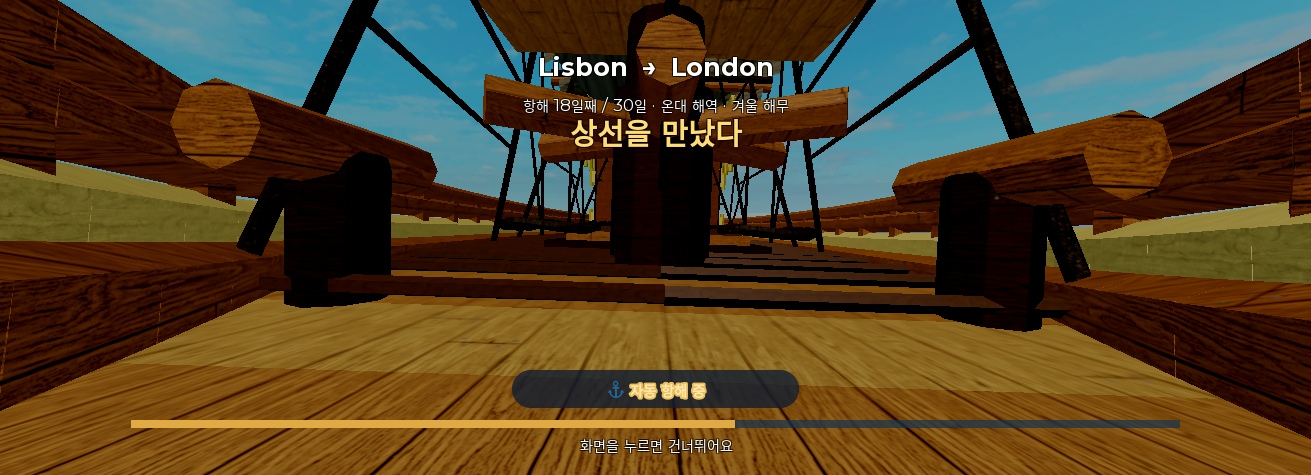 Lisbon → London
항해 18일째 / 30일 · 온대 해역 · 겨울 해무
상선을 만났다
⚓ 자동 항해 중
화면을 누르면 건너뛰어요